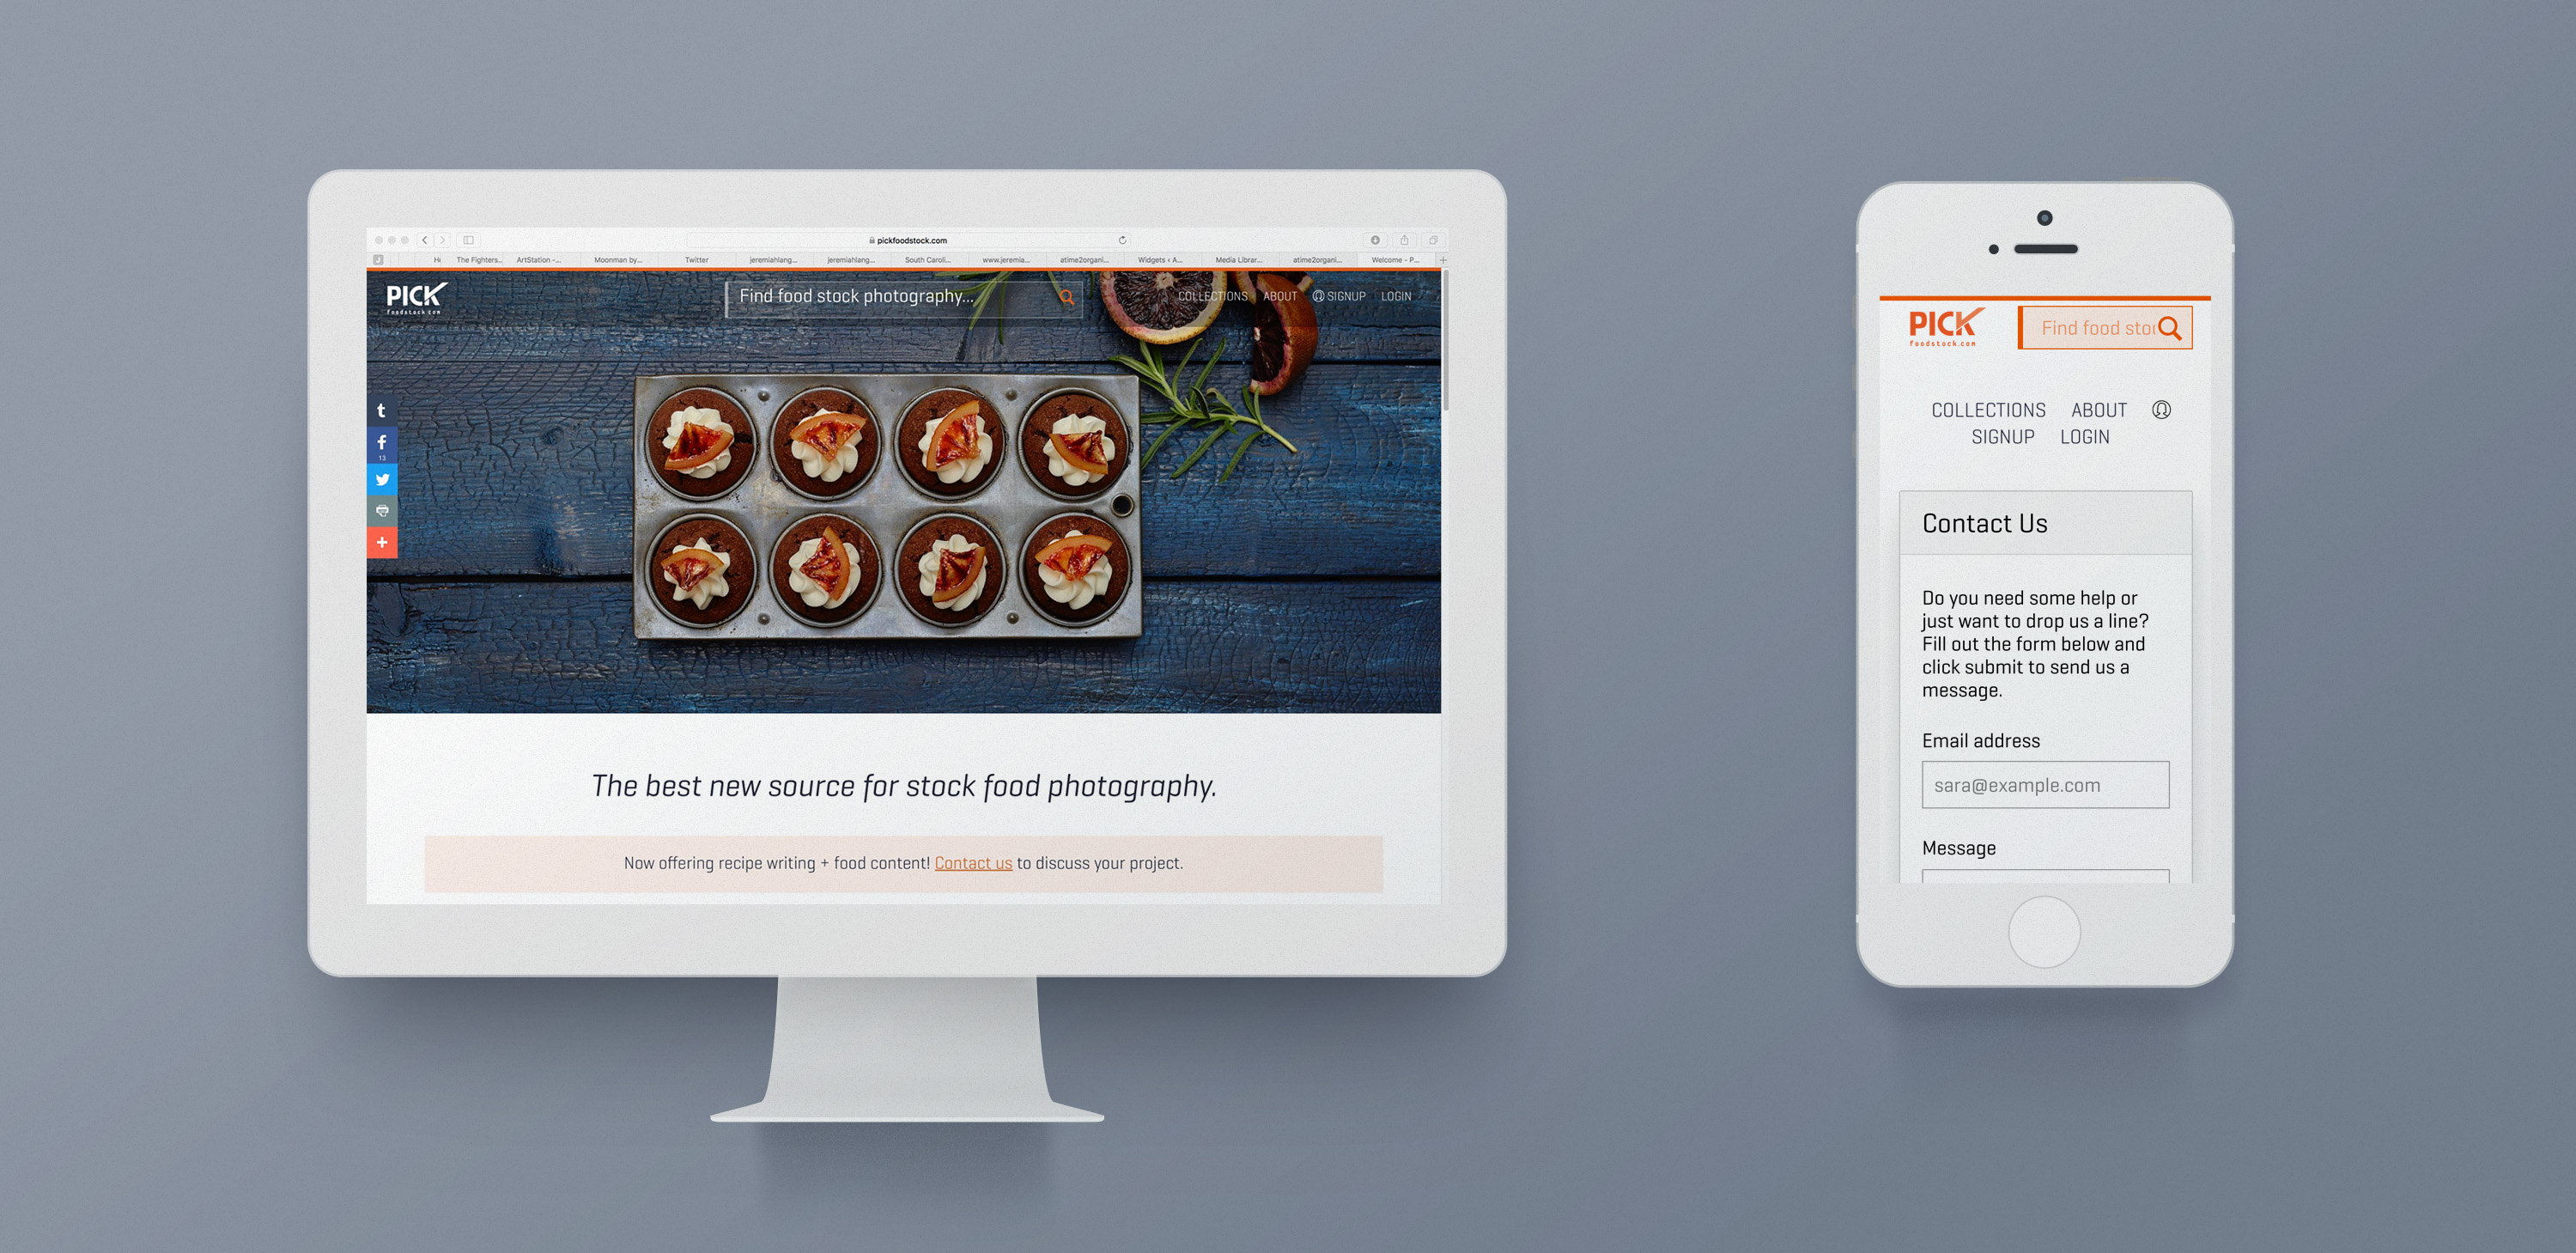 pickfoodstock.com
The Fighters... ArtStation -... Moonman by... Twitter jeremiahlang... jeremiahlang... South Caroli... www.jeremia... atime2organi... Widgets ‹ A... Media Librar... atime2organi... Welcome - P...
PICK
foodstock.com
Find food stock photography...
COLLECTIONS ABOUT SIGNUP LOGIN
13
The best new source for stock food photography.
Now offering recipe writing + food content! Contact us to discuss your project.
PICK
foodstock.com
Find food sto
COLLECTIONS ABOUT
SIGNUP LOGIN
Contact Us
Do you need some help or
just want to drop us a line?
Fill out the form below and
click submit to send us a
message.
Email address
sara@example.com
Message